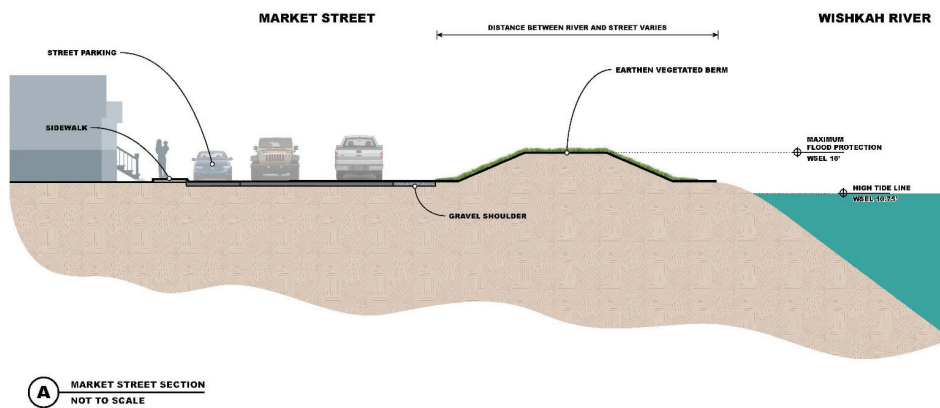 MARKET STREET
WISHKAH RIVER
DISTANCE BETWEEN RIVER AND STREET VARIES
STREET PARKING
EARTHEN VEGETATED BERM
SIDEWALK
MAXIMUM
FLOOD PROTECTION
WSEL 16'
HIGH TIDE LINE
WSEL 10.75'
GRAVEL SHOULDER
A
MARKET STREET SECTION
NOT TO SCALE